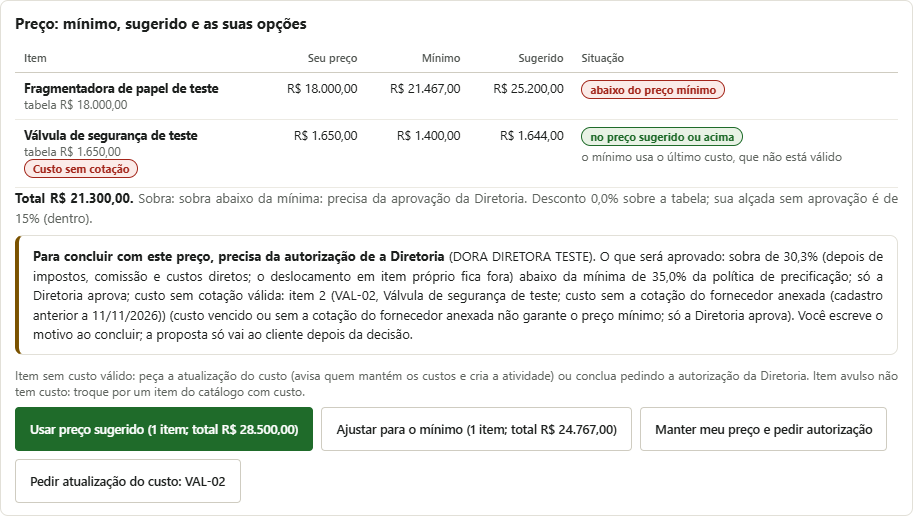 Preço: mínimo, sugerido e as suas opções
Item Seu preço Mínimo Sugerido Situação
Fragmentadora de papel de teste R$ 18.000,00 R$ 21.467,00 R$ 25.200,00 abaixo do preço mínimo
tabela R$ 18.000,00
Válvula de segurança de teste R$ 1.650,00 R$ 1.400,00 R$ 1.644,00 no preço sugerido ou acima
tabela R$ 1.650,00 o mínimo usa o último custo, que não está válido
Custo sem cotação
Total R$ 21.300,00. Sobra: sobra abaixo da mínima: precisa da aprovação da Diretoria. Desconto 0,0% sobre a tabela; sua alçada sem aprovação é de
15% (dentro).
Para concluir com este preço, precisa da autorização de a Diretoria (DORA DIRETORA TESTE). O que será aprovado: sobra de 30,3% (depois de
impostos, comissão e custos diretos; o deslocamento em item próprio fica fora) abaixo da mínima de 35,0% da política de precificação; só a
Diretoria aprova; custo sem cotação válida: item 2 (VAL-02, Válvula de segurança de teste; custo sem a cotação do fornecedor anexada (cadastro
anterior a 11/11/2026)) (custo vencido ou sem a cotação do fornecedor anexada não garante o preço mínimo; só a Diretoria aprova). Você escreve o
motivo ao concluir; a proposta só vai ao cliente depois da decisão.
Item sem custo válido: peça a atualização do custo (avisa quem mantém os custos e cria a atividade) ou conclua pedindo a autorização da Diretoria. Item avulso não
tem custo: troque por um item do catálogo com custo.
Usar preço sugerido (1 item; total R$ 28.500,00) Ajustar para o mínimo (1 item; total R$ 24.767,00) Manter meu preço e pedir autorização
Pedir atualização do custo: VAL-02